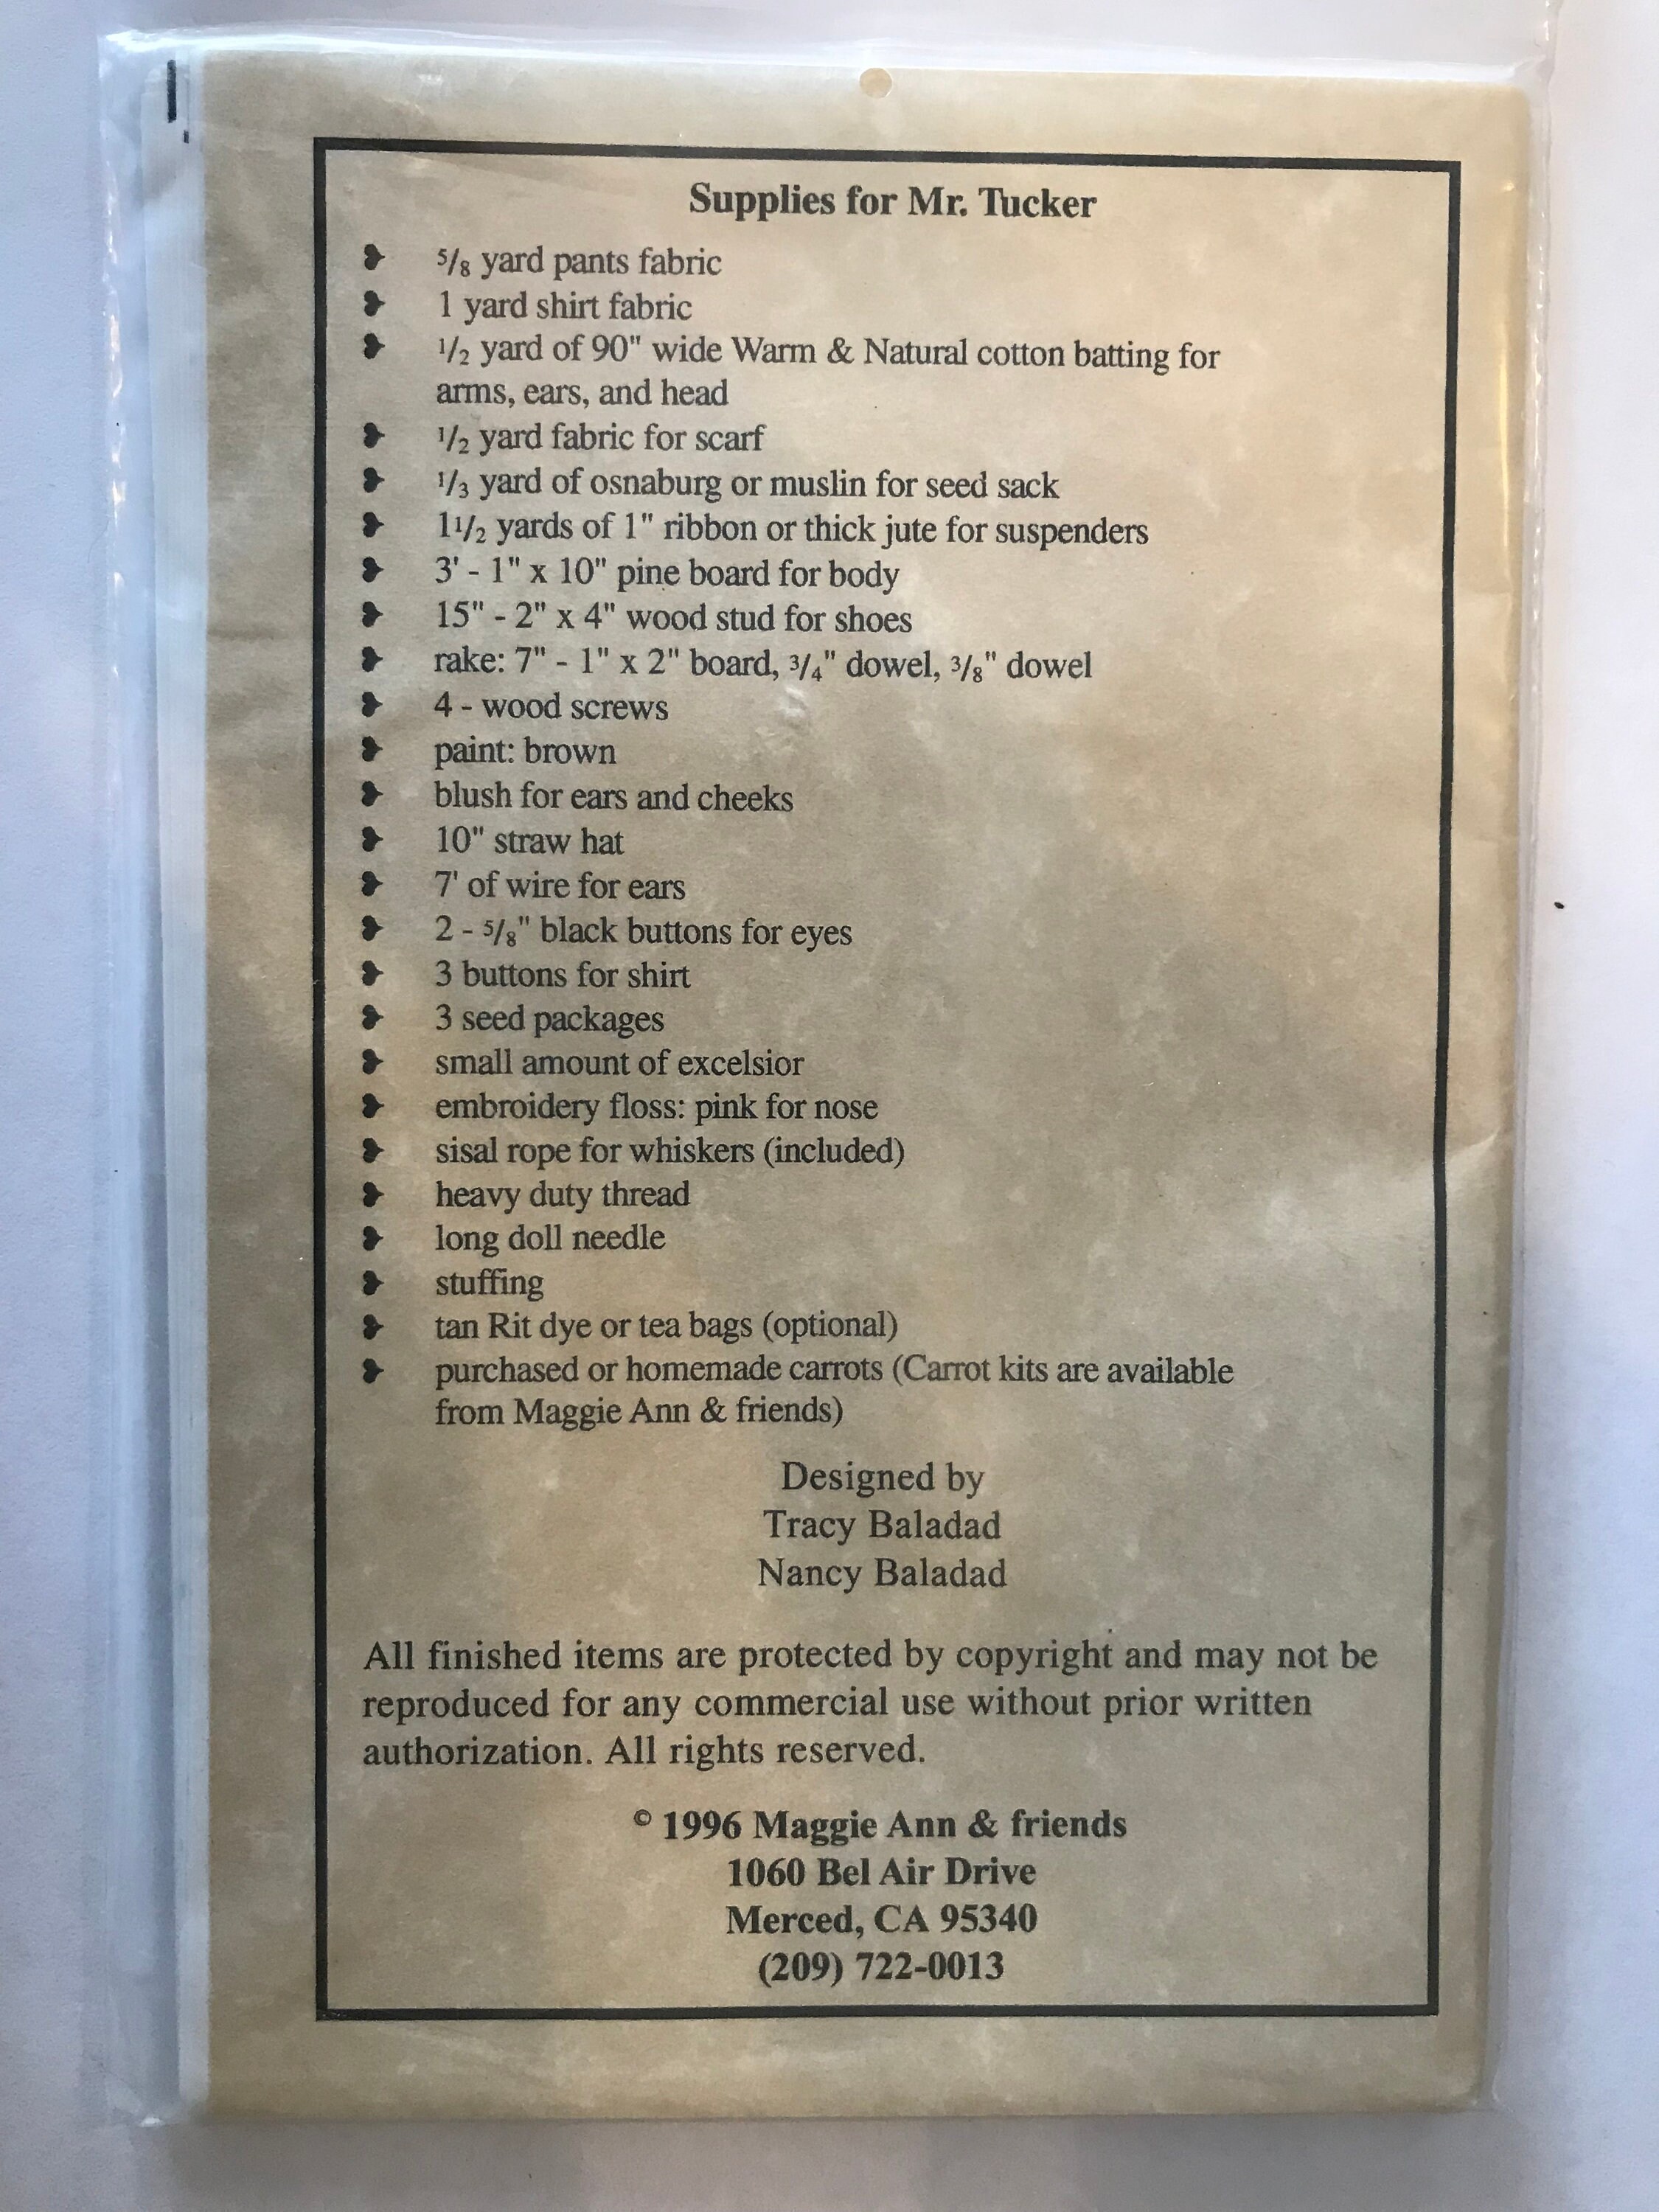 Supplies for Mr. Tucker
❥ 5/8 yard pants fabric
❥ 1 yard shirt fabric
❥ 1/2 yard of 90" wide Warm & Natural cotton batting for
arms, ears, and head
❥ 1/2 yard fabric for scarf
❥ 1/3 yard of osnaburg or muslin for seed sack
❥ 11/2 yards of 1" ribbon or thick jute for suspenders
❥ 3' - 1" x 10" pine board for body
❥ 15" - 2" x 4" wood stud for shoes
❥ rake: 7" - 1" x 2" board, 3/4" dowel, 3/8" dowel
❥ 4 - wood screws
❥ paint: brown
❥ blush for ears and cheeks
❥ 10" straw hat
❥ 7' of wire for ears
❥ 2 - 5/8" black buttons for eyes
❥ 3 buttons for shirt
❥ 3 seed packages
❥ small amount of excelsior
❥ embroidery floss: pink for nose
❥ sisal rope for whiskers (included)
❥ heavy duty thread
❥ long doll needle
❥ stuffing
❥ tan Rit dye or tea bags (optional)
❥ purchased or homemade carrots (Carrot kits are available
from Maggie Ann & friends)
Designed by
Tracy Baladad
Nancy Baladad
All finished items are protected by copyright and may not be
reproduced for any commercial use without prior written
authorization. All rights reserved.
© 1996 Maggie Ann & friends
1060 Bel Air Drive
Merced, CA 95340
(209) 722-0013